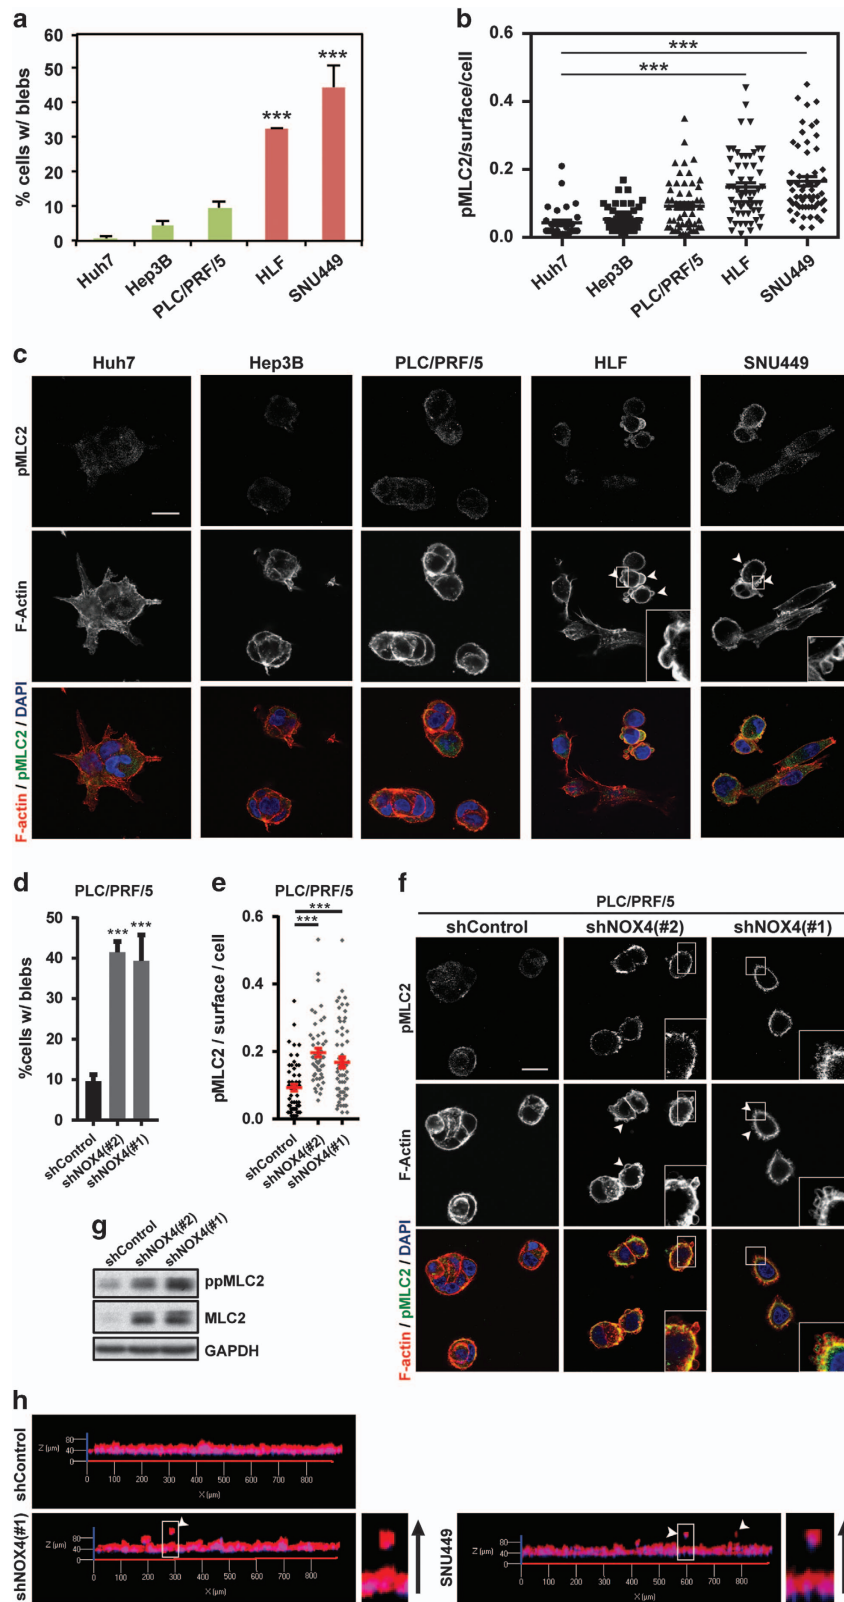 a
60
50
40
30
20
10
0
% cells w/ blebs
***
***
Huh7
Hep3B
PLC/PRF/5
HLF
SNU449
b
0.6
0.4
0.2
0.0
pMLC2/surface/cell
***
***
Huh7
Hep3B
PLC/PRF/5
HLF
SNU449
c
Huh7 Hep3B PLC/PRF/5 HLF SNU449
pMLC2
F-Actin
F-actin / pMLC2 / DAPI
d
PLC/PRF/5
50
40
30
20
10
0
%cells w/ blebs
*** ***
shControl
shNOX4(#2)
shNOX4(#1)
e
PLC/PRF/5
0.6
0.4
0.2
0.0
pMLC2 / surface / cell
***
***
shControl
shNOX4(#2)
shNOX4(#1)
f
PLC/PRF/5
shControl shNOX4(#2) shNOX4(#1)
pMLC2
F-Actin
F-actin / pMLC2 / DAPI
g
shControl
shNOX4(#2)
shNOX4(#1)
ppMLC2
MLC2
GAPDH
h
shControl
Z (µm)
80
40
0
0 100 200 300 400 500 600 700 800
X (µm)
shNOX4(#1)
Z (µm)
80
40
0
0 100 200 300 400 500 600 700 800
X (µm)
SNU449
Z (µm)
80
40
0
0 100 200 300 400 500 600 700 800
X (µm)